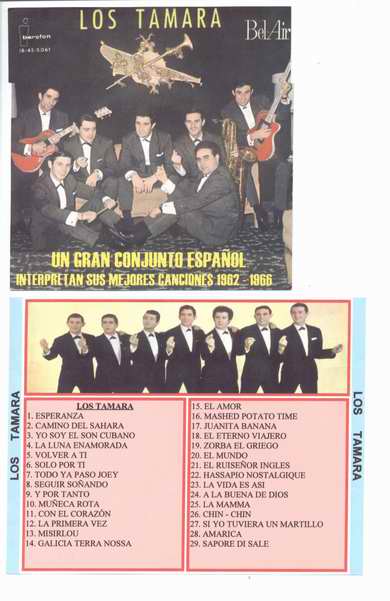 LOS TAMARA
iberofon
IB-45-5.061
BelAir
UN GRAN CONJUNTO ESPAÑOL
INTERPRETAN SUS MEJORES CANCIONES 1962 - 1966
LOS TAMARA
LOS TAMARA
1. ESPERANZA
2. CAMINO DEL SAHARA
3. YO SOY EL SON CUBANO
4. LA LUNA ENAMORADA
5. VOLVER A TI
6. SOLO POR TI
7. TODO YA PASO JOEY
8. SEGUIR SOÑANDO
9. Y POR TANTO
10. MUÑECA ROTA
11. CON EL CORAZÓN
12. LA PRIMERA VEZ
13. MISIRLOU
14. GALICIA TERRA NOSSA
15. EL AMOR
16. MASHED POTATO TIME
17. JUANITA BANANA
18. EL ETERNO VIAJERO
19. ZORBA EL GRIEGO
20. EL MUNDO
21. EL RUISEÑOR INGLES
22. HASSAPIO NOSTALGIQUE
23. LA VIDA ES ASI
24. A LA BUENA DE DIOS
25. LA MAMMA
26. CHIN - CHIN
27. SI YO TUVIERA UN MARTILLO
28. AMARICA
29. SAPORE DI SALE
LOS TAMARA